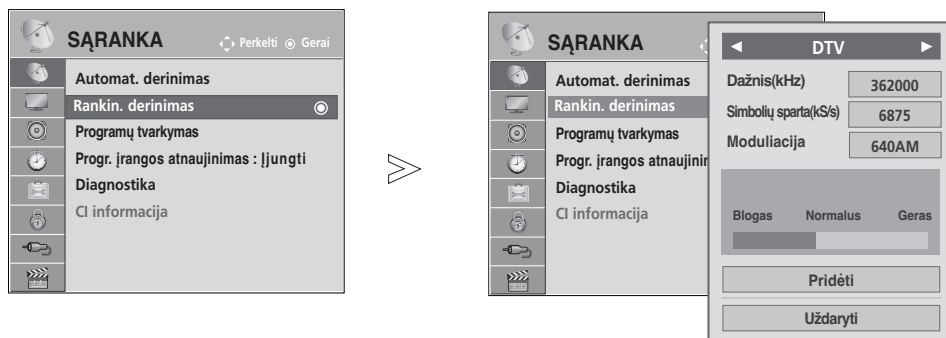 SĄRANKA
Perkelti Gerai
Automat. derinimas
Rankin. derinimas
Programų tvarkymas
Progr. įrangos atnaujinimas : Įjungti
Diagnostika
CI informacija
SĄRANKA
Automat. derinimas
Rankin. derinimas
Programų tvarkymas
Progr. įrangos atnaujinim
Diagnostika
CI informacija
◄ DTV ►
Dažnis(kHz) 362000
Simbolių sparta(kS/s) 6875
Moduliacija 640AM
Blogas Normalus Geras
Pridėti
Uždaryti